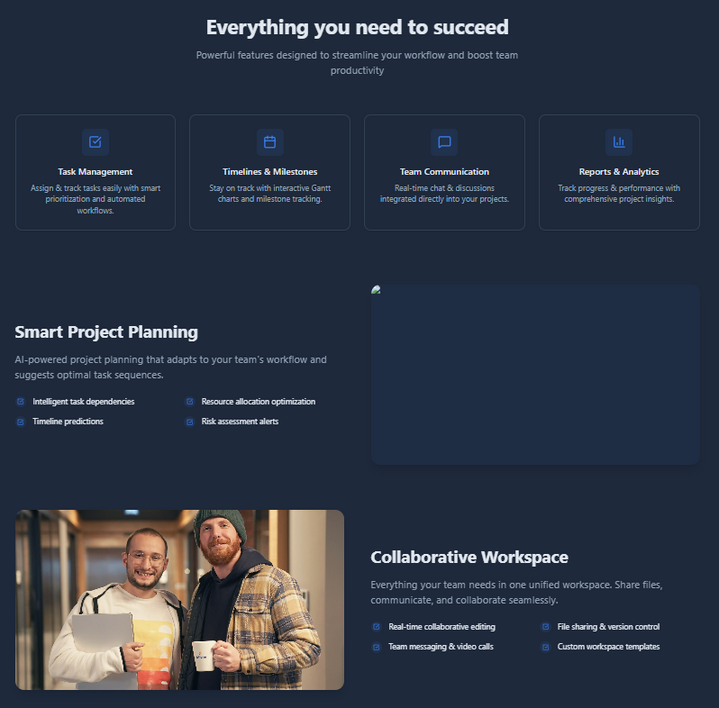 Everything you need to succeed
Powerful features designed to streamline your workflow and boost team
productivity
Task Management
Assign & track tasks easily with smart
prioritization and automated
workflows.
Timelines & Milestones
Stay on track with interactive Gantt
charts and milestone tracking.
Team Communication
Real-time chat & discussions
integrated directly into your projects.
Reports & Analytics
Track progress & performance with
comprehensive project insights.
Smart Project Planning
AI-powered project planning that adapts to your team's workflow and
suggests optimal task sequences.
Intelligent task dependencies
Resource allocation optimization
Timeline predictions
Risk assessment alerts
Collaborative Workspace
Everything your team needs in one unified workspace. Share files,
communicate, and collaborate seamlessly.
Real-time collaborative editing
File sharing & version control
Team messaging & video calls
Custom workspace templates